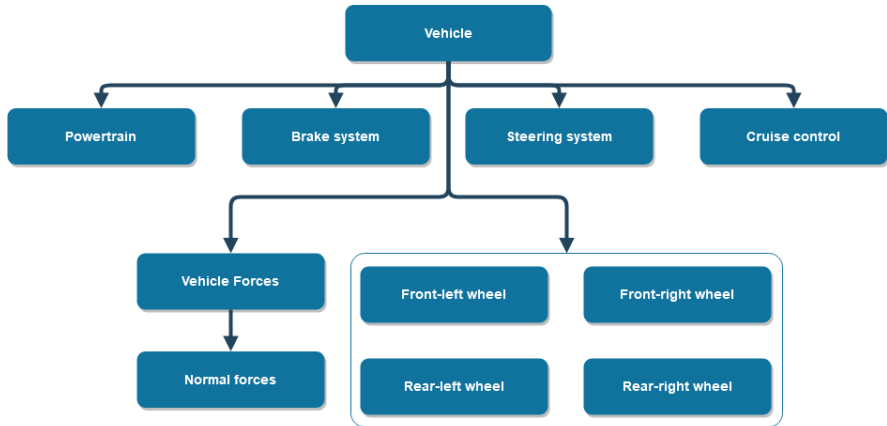 Vehicle
Powertrain
Brake system
Steering system
Cruise control
Vehicle Forces
Front-left wheel
Front-right wheel
Normal forces
Rear-left wheel
Rear-right wheel